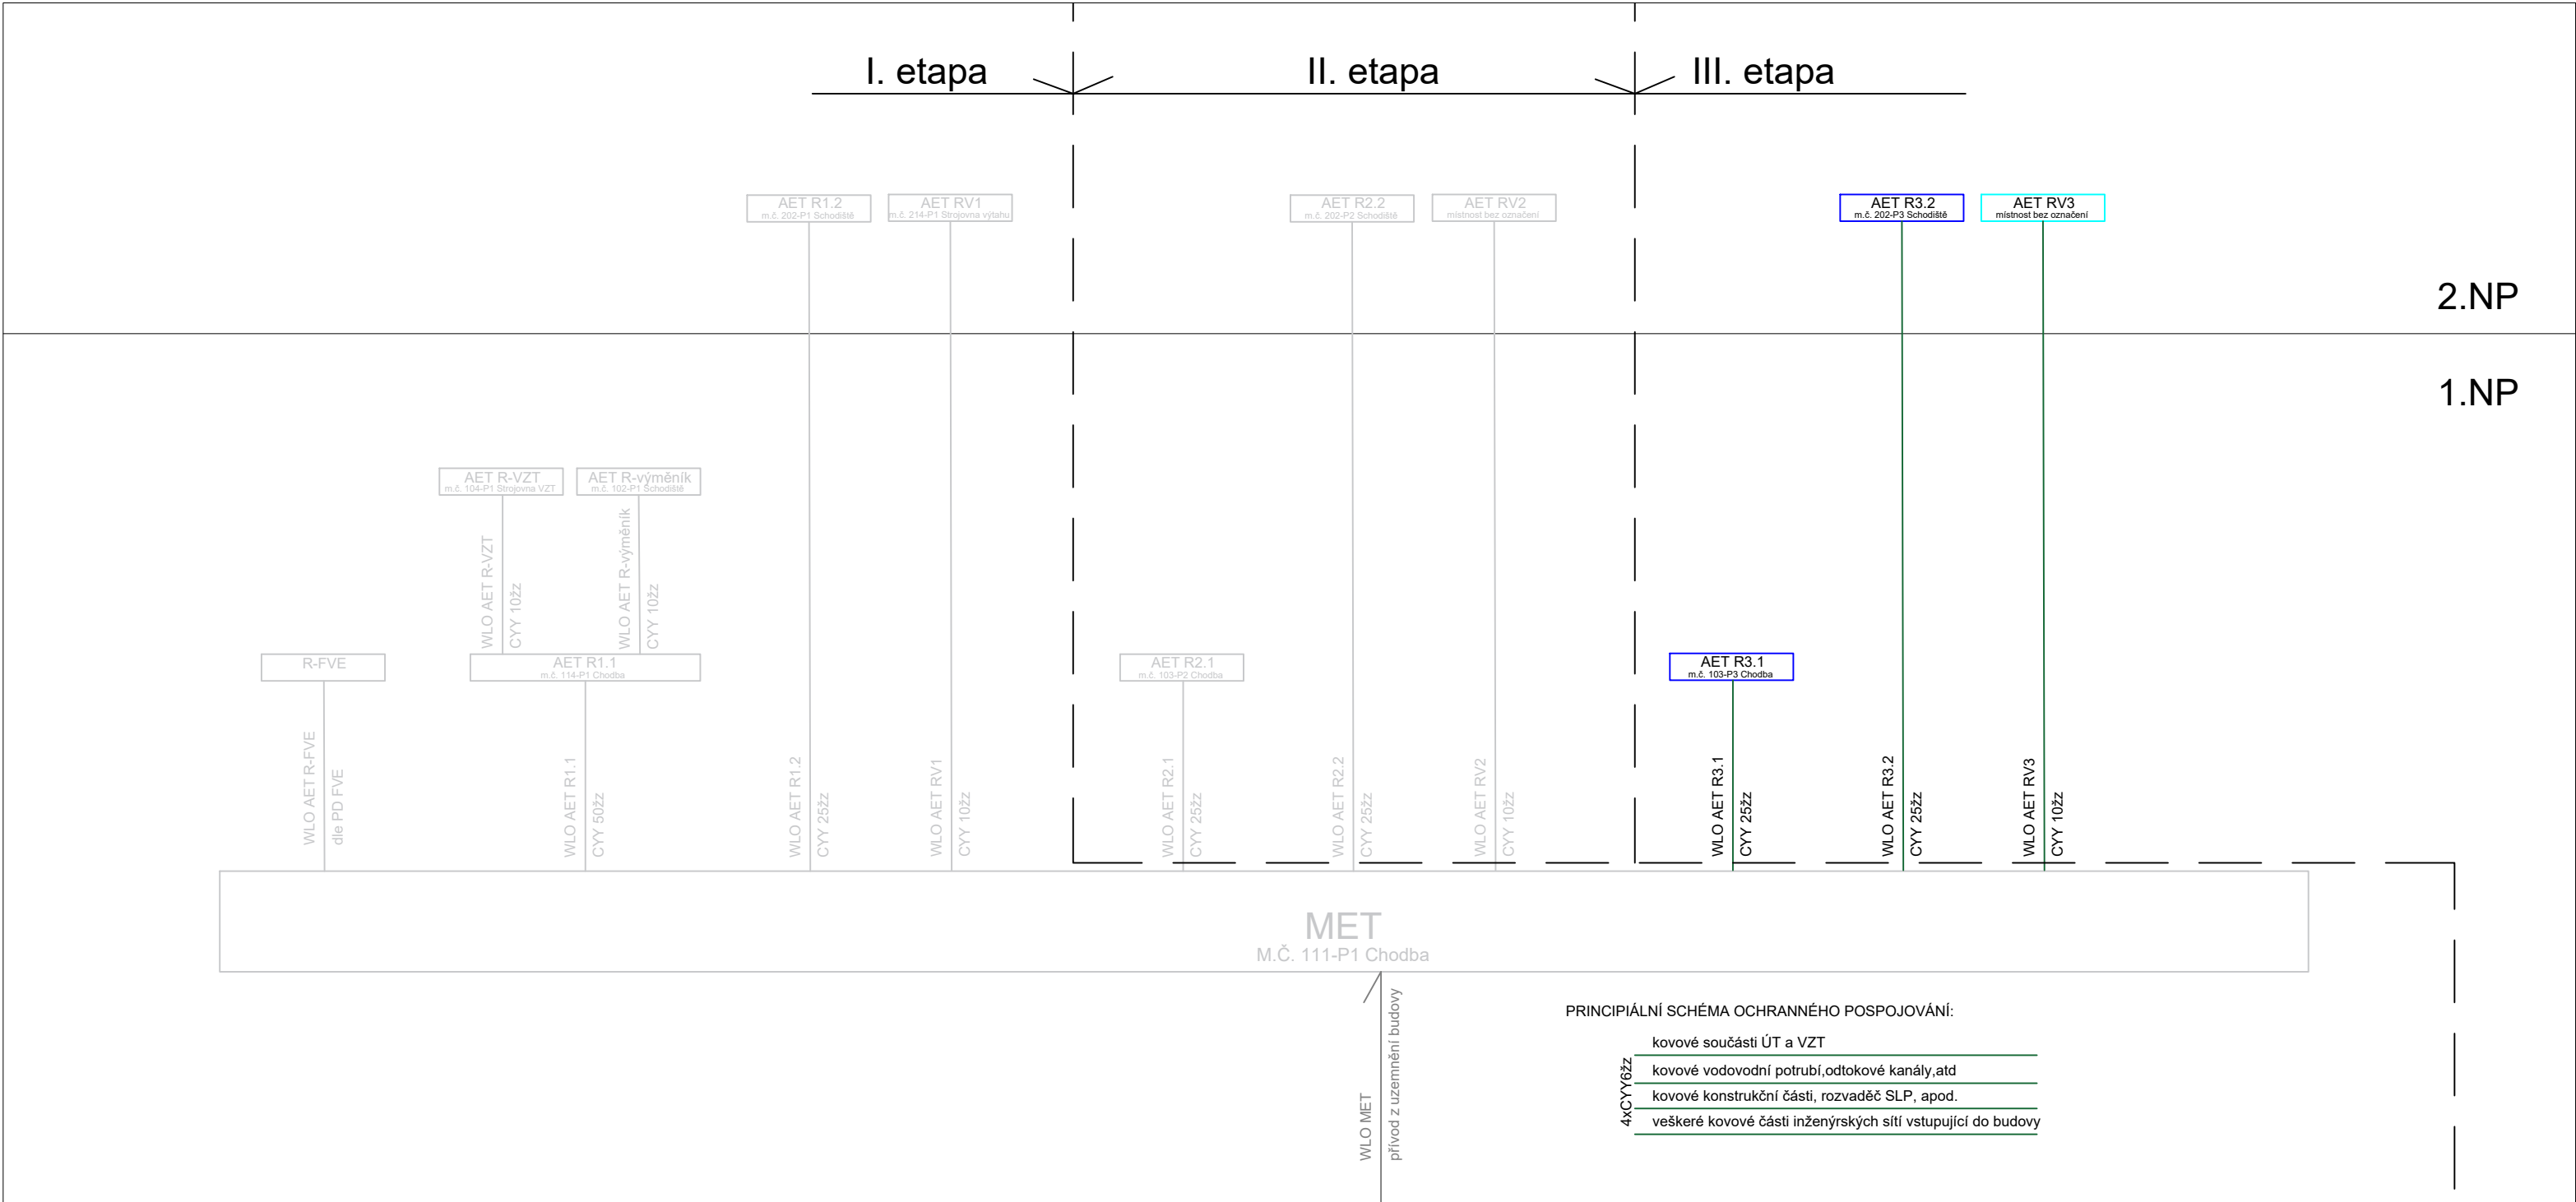 I. etapa
II. etapa
III. etapa
AET R1.2
m.č. 202-P1 Schodiště
AET RV1
m.č. 214-P1 Strojovna výtahu
AET R2.2
m.č. 202-P2 Schodiště
AET RV2
místnost bez označení
AET R3.2
m.č. 202-P3 Schodiště
AET RV3
místnost bez označení
2.NP
1.NP
AET R-VZT
m.č. 104-P1 Strojovna VZT
AET R-výměník
m.č. 102-P1 Schodiště
WLO AET R-VZT
CYY 10žz
WLO AET R-výměník
CYY 10žz
R-FVE
AET R1.1
m.č. 114-P1 Chodba
AET R2.1
m.č. 103-P2 Chodba
AET R3.1
m.č. 103-P3 Chodba
WLO AET R-FVE
dle PD FVE
WLO AET R1.1
CYY 50žz
WLO AET R1.2
CYY 25žz
WLO AET RV1
CYY 10žz
WLO AET R2.1
CYY 25žz
WLO AET R2.2
CYY 25žz
WLO AET RV2
CYY 10žz
WLO AET R3.1
CYY 25žz
WLO AET R3.2
CYY 25žz
WLO AET RV3
CYY 10žz
MET
M.Č. 111-P1 Chodba
WLO MET
přívod z uzemnění budovy
PRINCIPIÁLNÍ SCHÉMA OCHRANNÉHO POSPOJOVÁNÍ:
4xCYY6žz
kovové součásti ÚT a VZT
kovové vodovodní potrubí,odtokové kanály,atd
kovové konstrukční části, rozvaděč SLP, apod.
veškeré kovové části inženýrských sítí vstupující do budovy